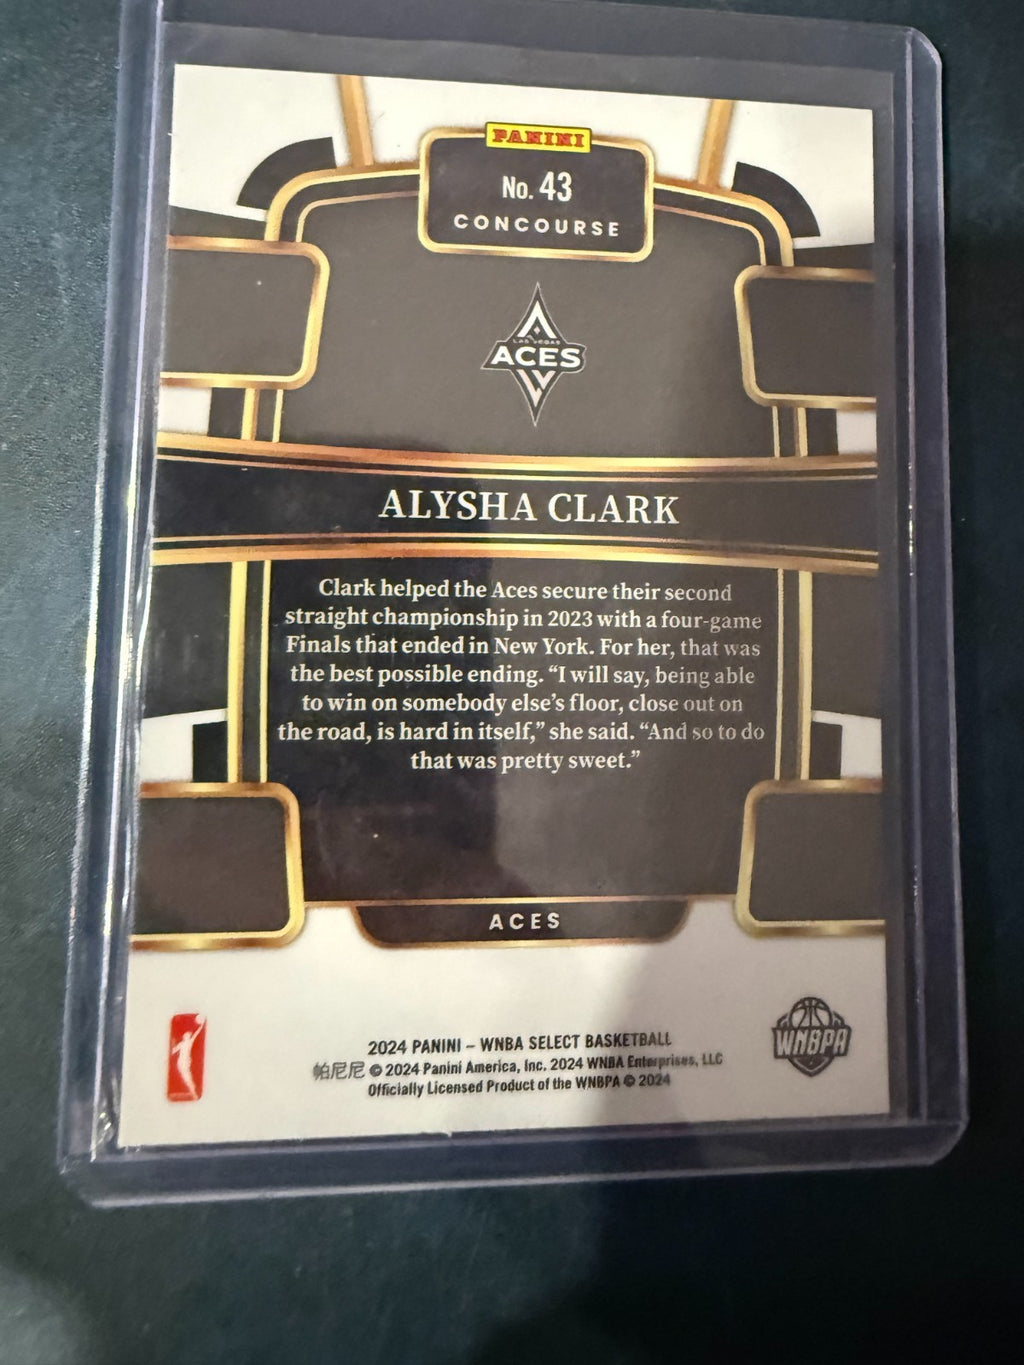 PANINI
No. 43
CONCOURSE
LAS VEGAS
ACES
ALYSHA CLARK
Clark helped the Aces secure their second
straight championship in 2023 with a four-game
Finals that ended in New York. For her, that was
the best possible ending. “I will say, being able
to win on somebody else’s floor, close out on
the road, is hard in itself,” she said. “And so to do
that was pretty sweet.”
ACES
2024 PANINI – WNBA SELECT BASKETBALL
帕尼尼 © 2024 Panini America, Inc. 2024 WNBA Enterprises, LLC
Officially Licensed Product of the WNBPA © 2024
WNBPA